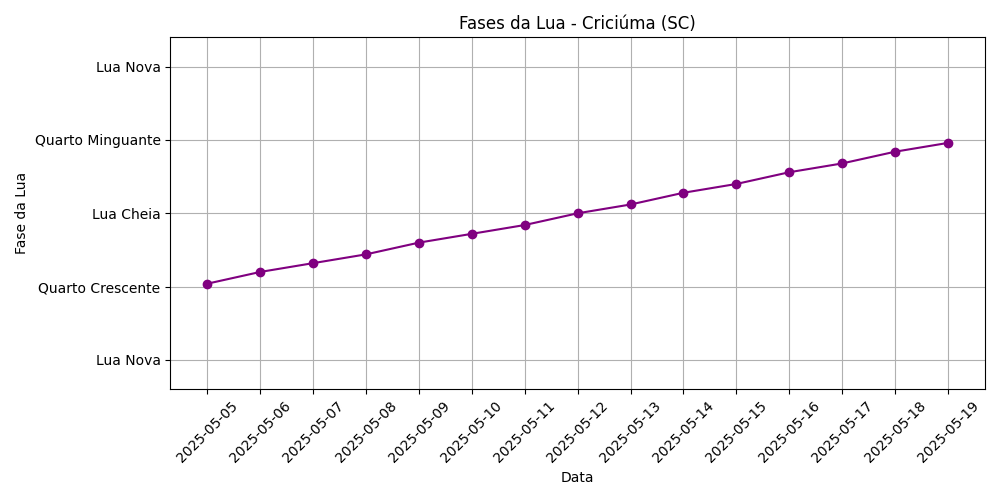 Fases da Lua - Criciúma (SC)
Lua Nova
Quarto Minguante
Lua Cheia
Quarto Crescente
Lua Nova
Fase da Lua
2025-05-05
2025-05-06
2025-05-07
2025-05-08
2025-05-09
2025-05-10
2025-05-11
2025-05-12
2025-05-13
2025-05-14
2025-05-15
2025-05-16
2025-05-17
2025-05-18
2025-05-19
Data